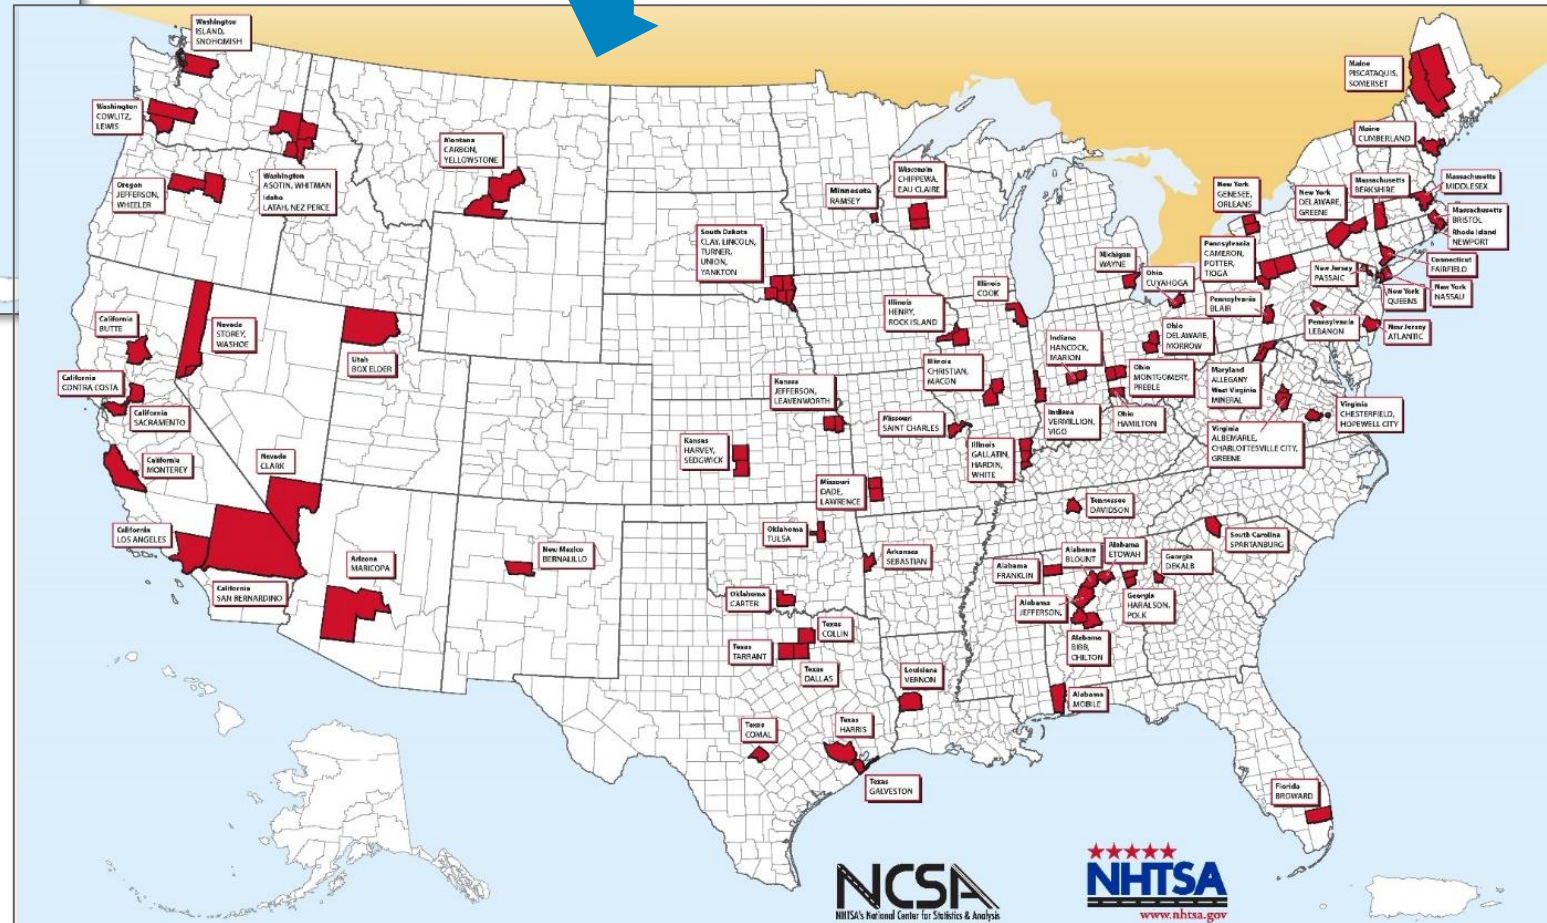 Washington
ISLAND,
SNOHOMISH
Washington
COWLITZ,
LEWIS
Oregon
JEFFERSON,
WHEELER
Washington
ASOTIN, WHITMAN
Idaho
LATAH, NEZ PERCE
Montana
CARBON,
YELLOWSTONE
South Dakota
CLAY, LINCOLN,
TURNER,
UNION,
YANKTON
Minnesota
RAMSEY
Wisconsin
CHIPPEWA,
EAU CLAIRE
Michigan
WAYNE
Ohio
CUYAHOGA
New York
GENESEE,
ORLEANS
New York
DELAWARE,
GREENE
Maine
PISCATAQUIS,
SOMERSET
Maine
CUMBERLAND
Massachusetts
BERKSHIRE
Massachusetts
MIDDLESEX
Massachusetts
BRISTOL
Rhode Island
NEWPORT
Connecticut
FAIRFIELD
New York
NASSAU
New York
QUEENS
New Jersey
PASSAIC
Pennsylvania
CAMERON,
POTTER,
TIOGA
Pennsylvania
BLAIR
Pennsylvania
LEBANON
New Jersey
ATLANTIC
California
BUTTE
California
CONTRA COSTA
California
SACRAMENTO
California
MONTEREY
California
LOS ANGELES
California
SAN BERNARDINO
Nevada
STOREY,
WASHOE
Nevada
CLARK
Utah
BOX ELDER
Arizona
MARICOPA
New Mexico
BERNALILLO
Kansas
JEFFERSON,
LEAVENWORTH
Kansas
HARVEY,
SEDGWICK
Illinois
COOK
Illinois
HENRY,
ROCK ISLAND
Illinois
CHRISTIAN,
MACON
Illinois
GALLATIN,
HARDIN,
WHITE
Missouri
SAINT CHARLES
Missouri
DADE,
LAWRENCE
Indiana
HANCOCK,
MARION
Indiana
VERMILLION,
VIGO
Ohio
DELAWARE,
MORROW
Ohio
MONTGOMERY,
PREBLE
Ohio
HAMILTON
Maryland
ALLEGANY
West Virginia
MINERAL
Virginia
ALBEMARLE,
CHARLOTTESVILLE CITY,
GREENE
Virginia
CHESTERFIELD,
HOPEWELL CITY
Oklahoma
TULSA
Oklahoma
CARTER
Arkansas
SEBASTIAN
Tennessee
DAVIDSON
South Carolina
SPARTANBURG
Alabama
FRANKLIN
Alabama
BLOUNT
Alabama
ETOWAH
Georgia
DEKALB
Georgia
HARALSON,
POLK
Alabama
JEFFERSON,
Alabama
BIBB,
CHILTON
Alabama
MOBILE
Texas
COLLIN
Texas
TARRANT
Texas
DALLAS
Louisiana
VERNON
Texas
COMAL
Texas
HARRIS
Texas
GALVESTON
Florida
BROWARD
NCSA
NHTSA's National Center for Statistics & Analysis
NHTSA
www.nhtsa.gov